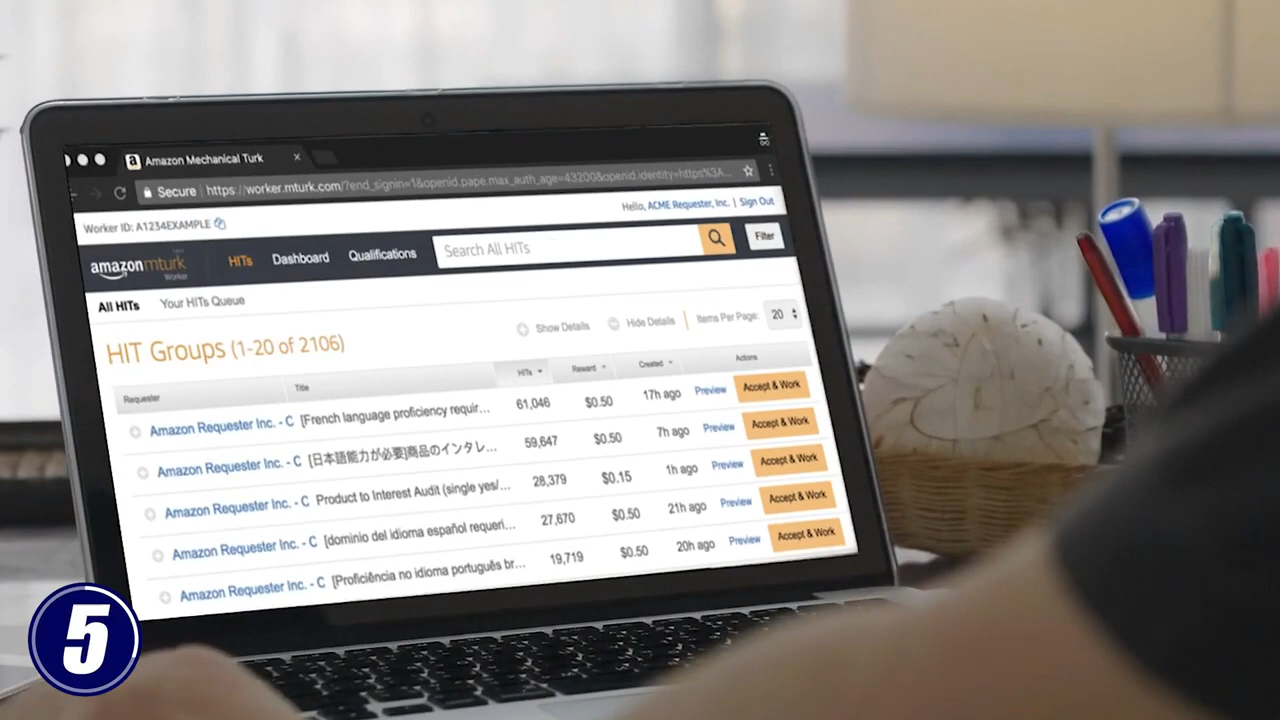 Amazon Mechanical Turk
Secure https://worker.mturk.com/?end_signin=1&openid.pape.max_auth_age=43200&openid.identity=https%3A...
Worker ID: A1234EXAMPLE
Hello, ACME Requester, Inc. | Sign Out
amazon mturk
Worker
HITs Dashboard Qualifications Search All HITs Filter
All HITs Your HITs Queue
HIT Groups (1-20 of 2106) Show Details Hide Details Items Per Page: 20
Requester Title HITs Reward Created Actions
Amazon Requester Inc. - C [French language proficiency requir... 61,046 $0.50 17h ago Preview Accept & Work
Amazon Requester Inc. - C [日本語能力が必要]商品のインタレ... 59,647 $0.50 7h ago Preview Accept & Work
Amazon Requester Inc. - C Product to Interest Audit (single yes/... 28,379 $0.15 1h ago Preview Accept & Work
Amazon Requester Inc. - C [dominio del idioma español requeri... 27,670 $0.50 21h ago Preview Accept & Work
Amazon Requester Inc. - C [Proficiência no idioma português br... 19,719 $0.50 20h ago Preview Accept & Work
5